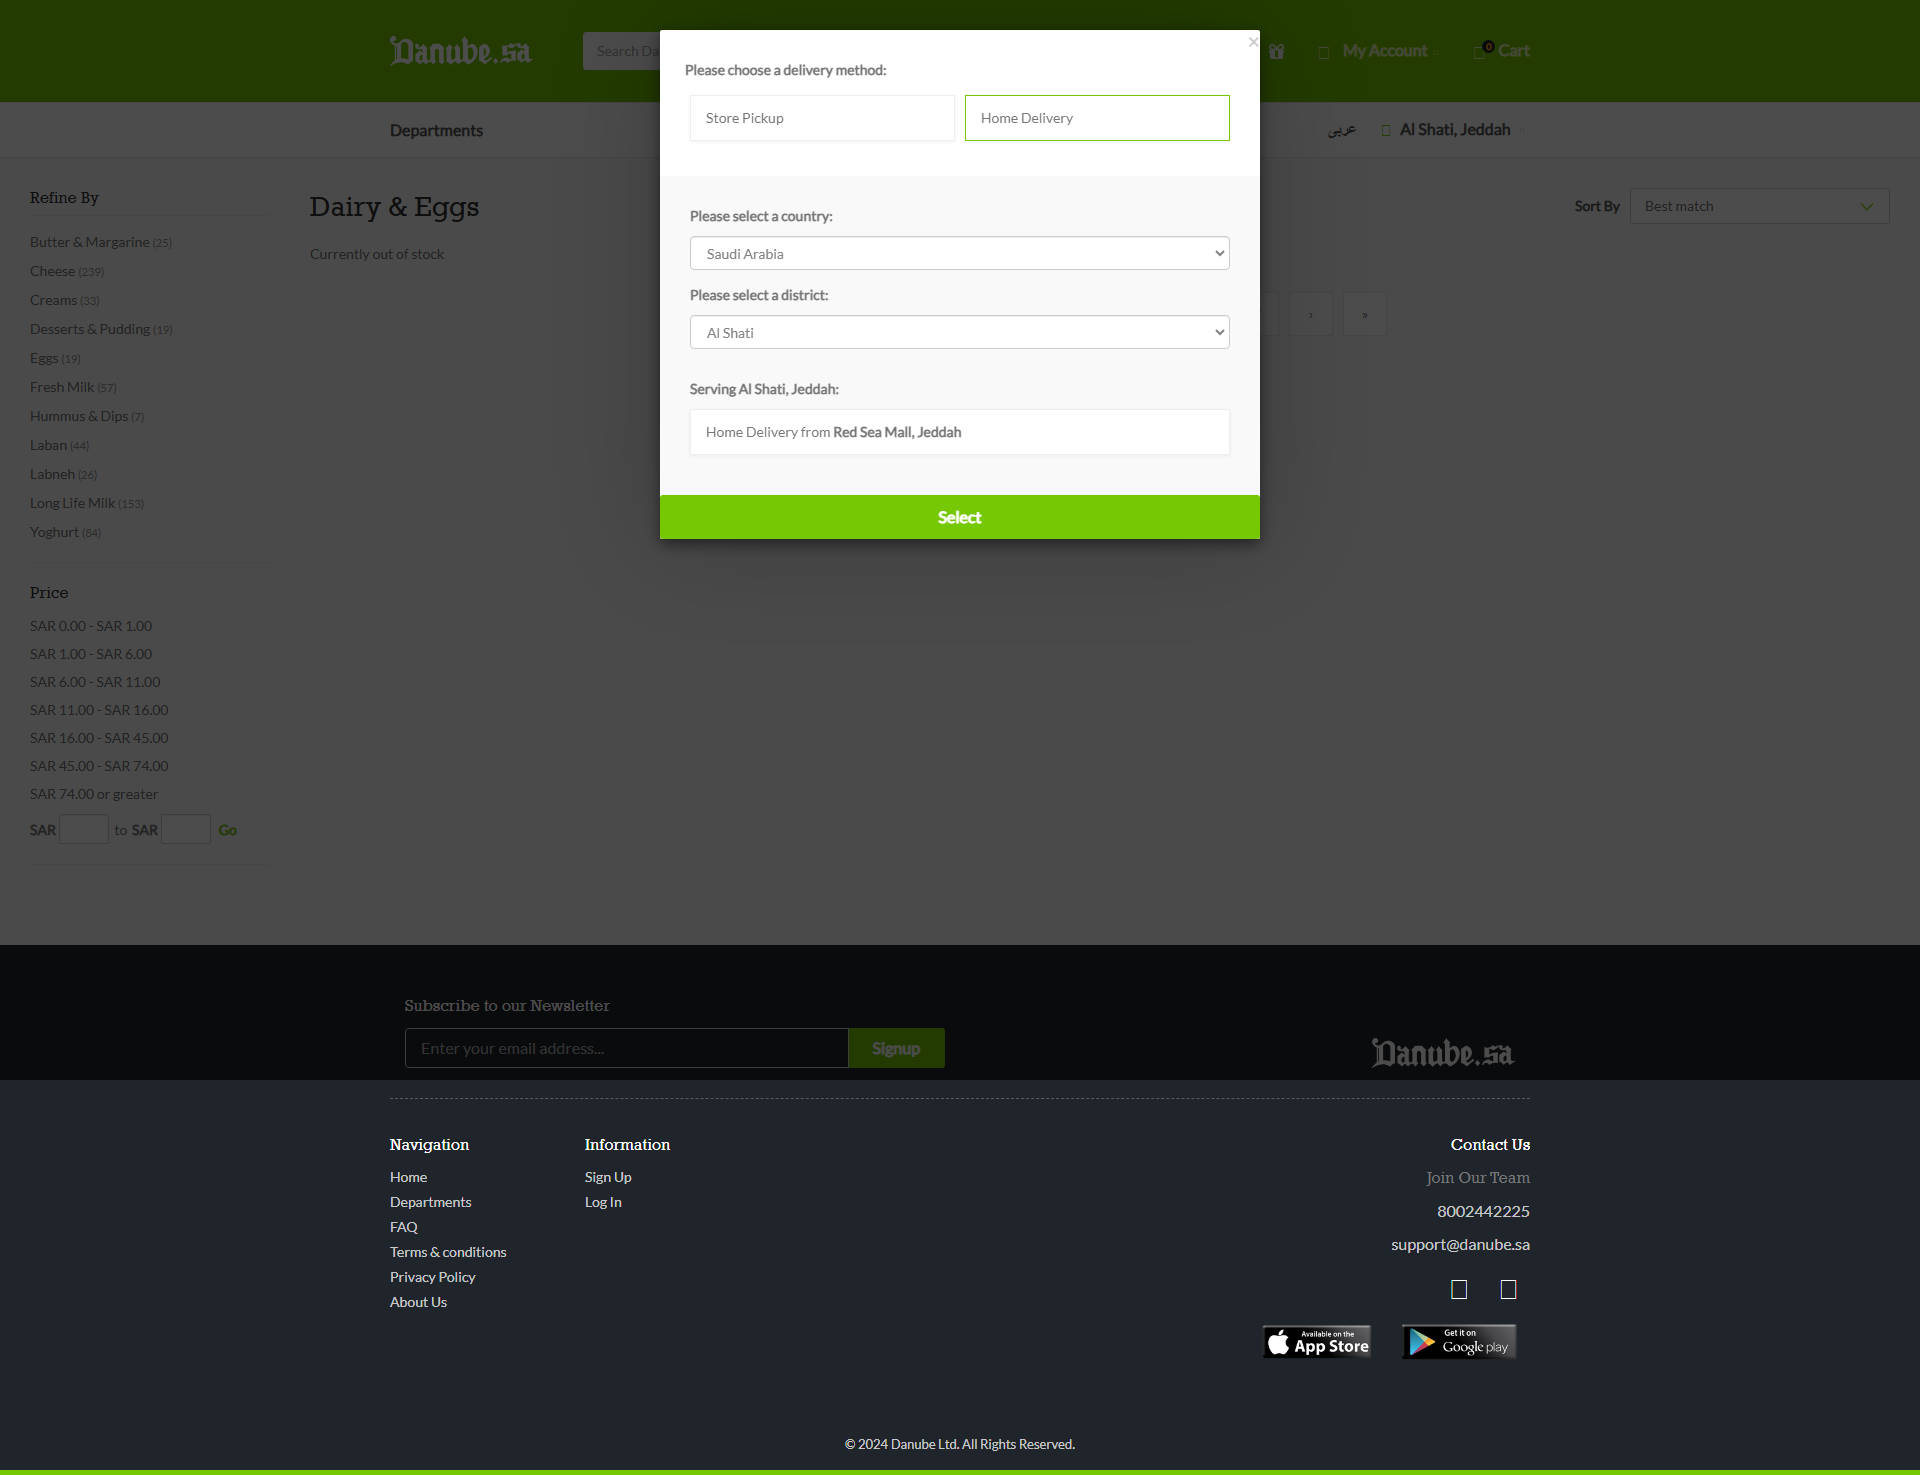 Danube.sa
Search Da
My Account
0
Cart
Departments
عربي
Al Shati, Jeddah
×
Please choose a delivery method:
Store Pickup
Home Delivery
Please select a country:
Saudi Arabia
Please select a district:
Al Shati
Serving Al Shati, Jeddah:
Home Delivery from Red Sea Mall, Jeddah
Select
Refine By
Butter & Margarine (25)
Cheese (239)
Creams (33)
Desserts & Pudding (19)
Eggs (19)
Fresh Milk (57)
Hummus & Dips (7)
Laban (44)
Labneh (26)
Long Life Milk (153)
Yoghurt (84)
Price
SAR 0.00 - SAR 1.00
SAR 1.00 - SAR 6.00
SAR 6.00 - SAR 11.00
SAR 11.00 - SAR 16.00
SAR 16.00 - SAR 45.00
SAR 45.00 - SAR 74.00
SAR 74.00 or greater
SAR to SAR Go
Dairy & Eggs
Currently out of stock
Sort By
Best match
› »
Subscribe to our Newsletter
Enter your email address...
Signup
Danube.sa
Navigation
Home
Departments
FAQ
Terms & conditions
Privacy Policy
About Us
Information
Sign Up
Log In
Contact Us
Join Our Team
8002442225
support@danube.sa
Available on the
App Store
Get it on
Google play
© 2024 Danube Ltd. All Rights Reserved.